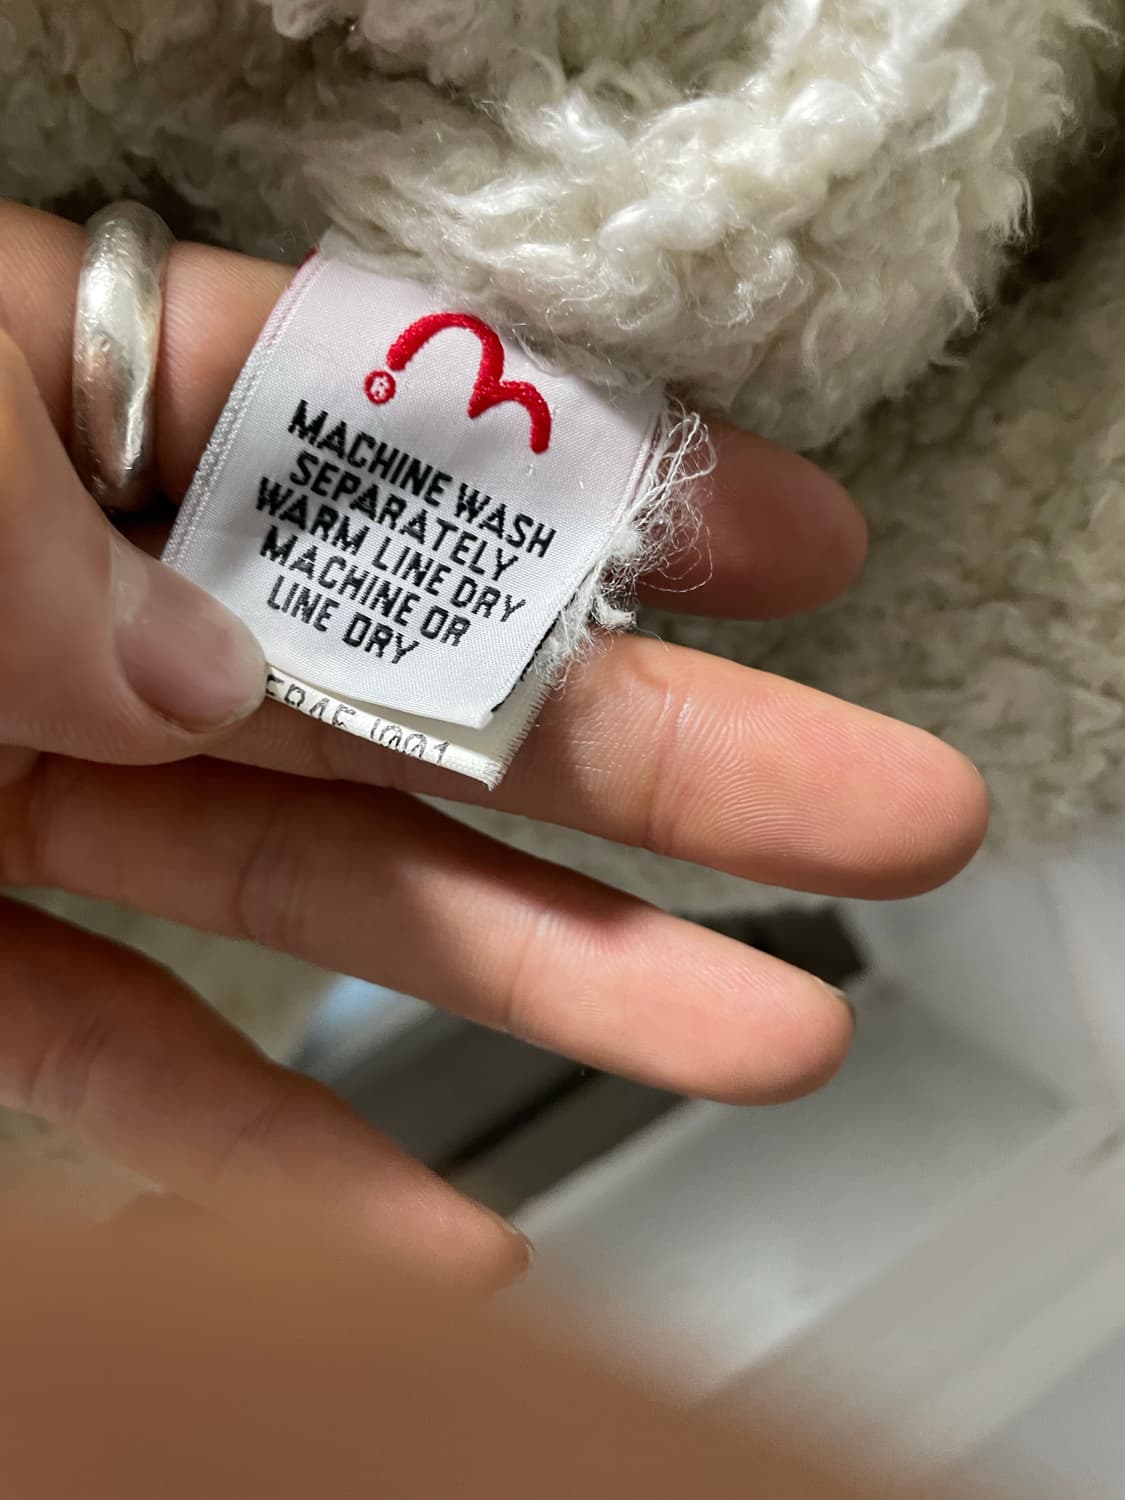 ®
MACHINE WASH
SEPARATELY
WARM LINE DRY
MACHINE OR
LINE DRY